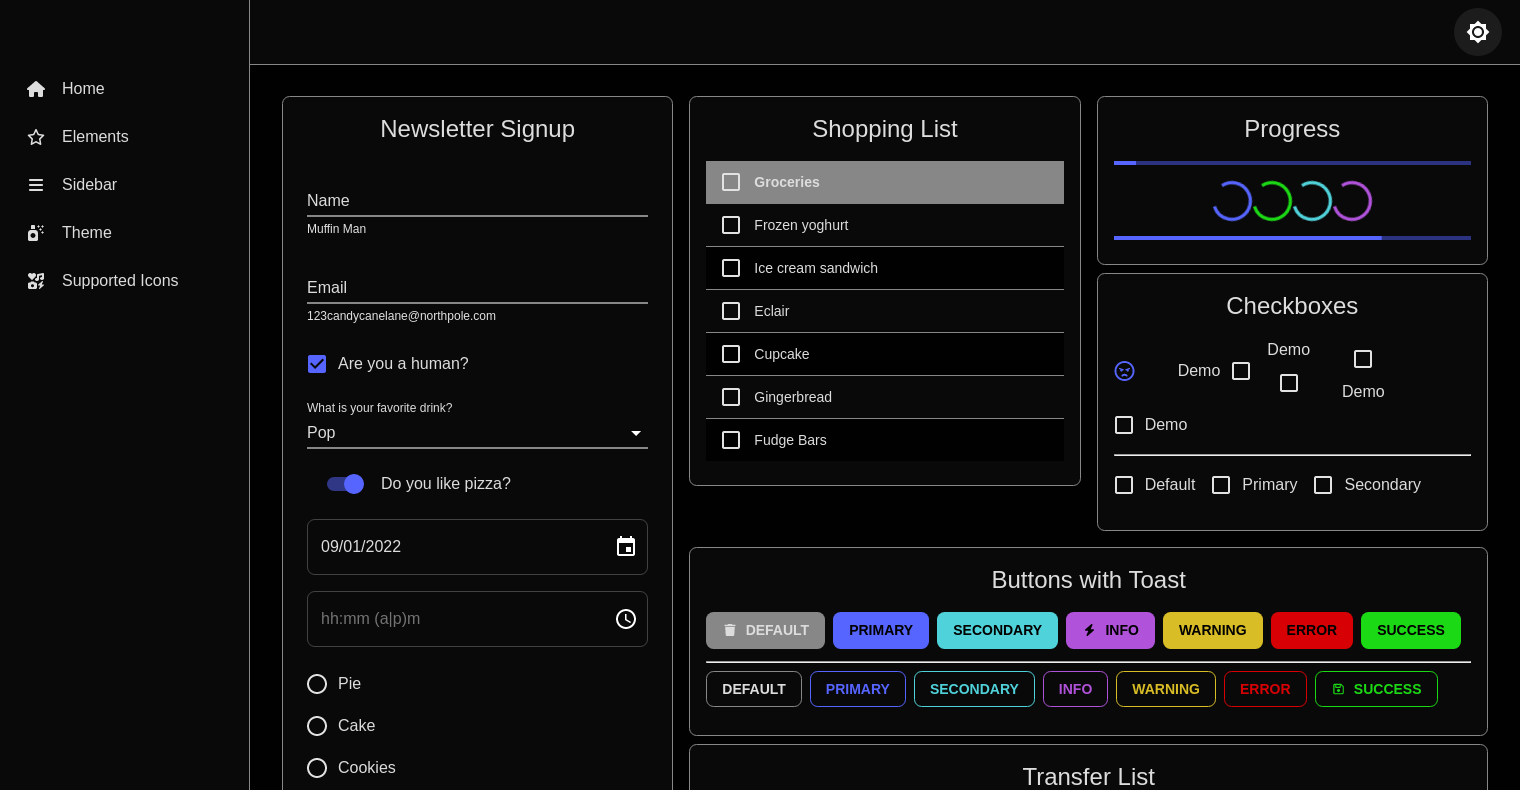 Home
Elements
Sidebar
Theme
Supported Icons
Newsletter Signup
Name
Muffin Man
Email
123candycanelane@northpole.com
Are you a human?
What is your favorite drink?
Pop
Do you like pizza?
09/01/2022
hh:mm (a|p)m
Pie
Cake
Cookies
Shopping List
Groceries
Frozen yoghurt
Ice cream sandwich
Eclair
Cupcake
Gingerbread
Fudge Bars
Progress
Checkboxes
Demo
Demo
Demo
Demo
Default Primary Secondary
Buttons with Toast
DEFAULT PRIMARY SECONDARY INFO WARNING ERROR SUCCESS
DEFAULT PRIMARY SECONDARY INFO WARNING ERROR SUCCESS
Transfer List